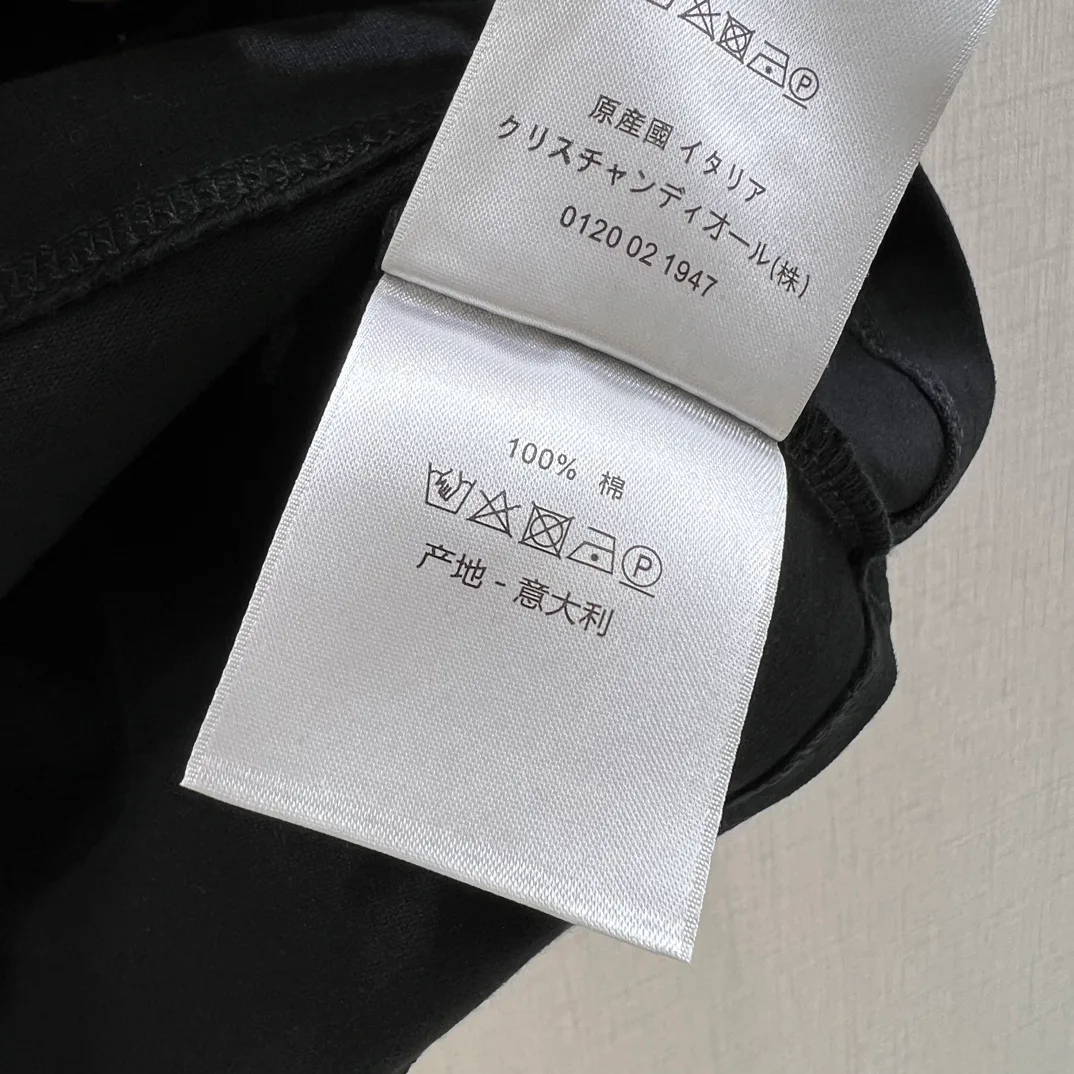 原産國 イタリア
クリスチャンディオール(株)
0120 02 1947
100% 棉
P
产地 - 意大利